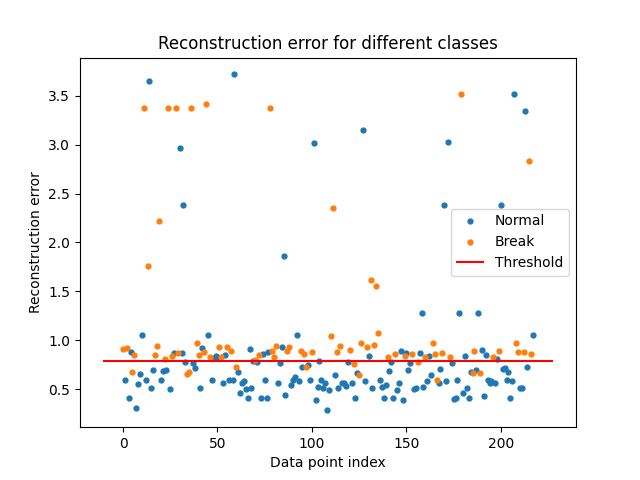 Reconstruction error for different classes
Reconstruction error
3.5
3.0
2.5
2.0
1.5
1.0
0.5
Normal
Break
Threshold
0 50 100 150 200
Data point index